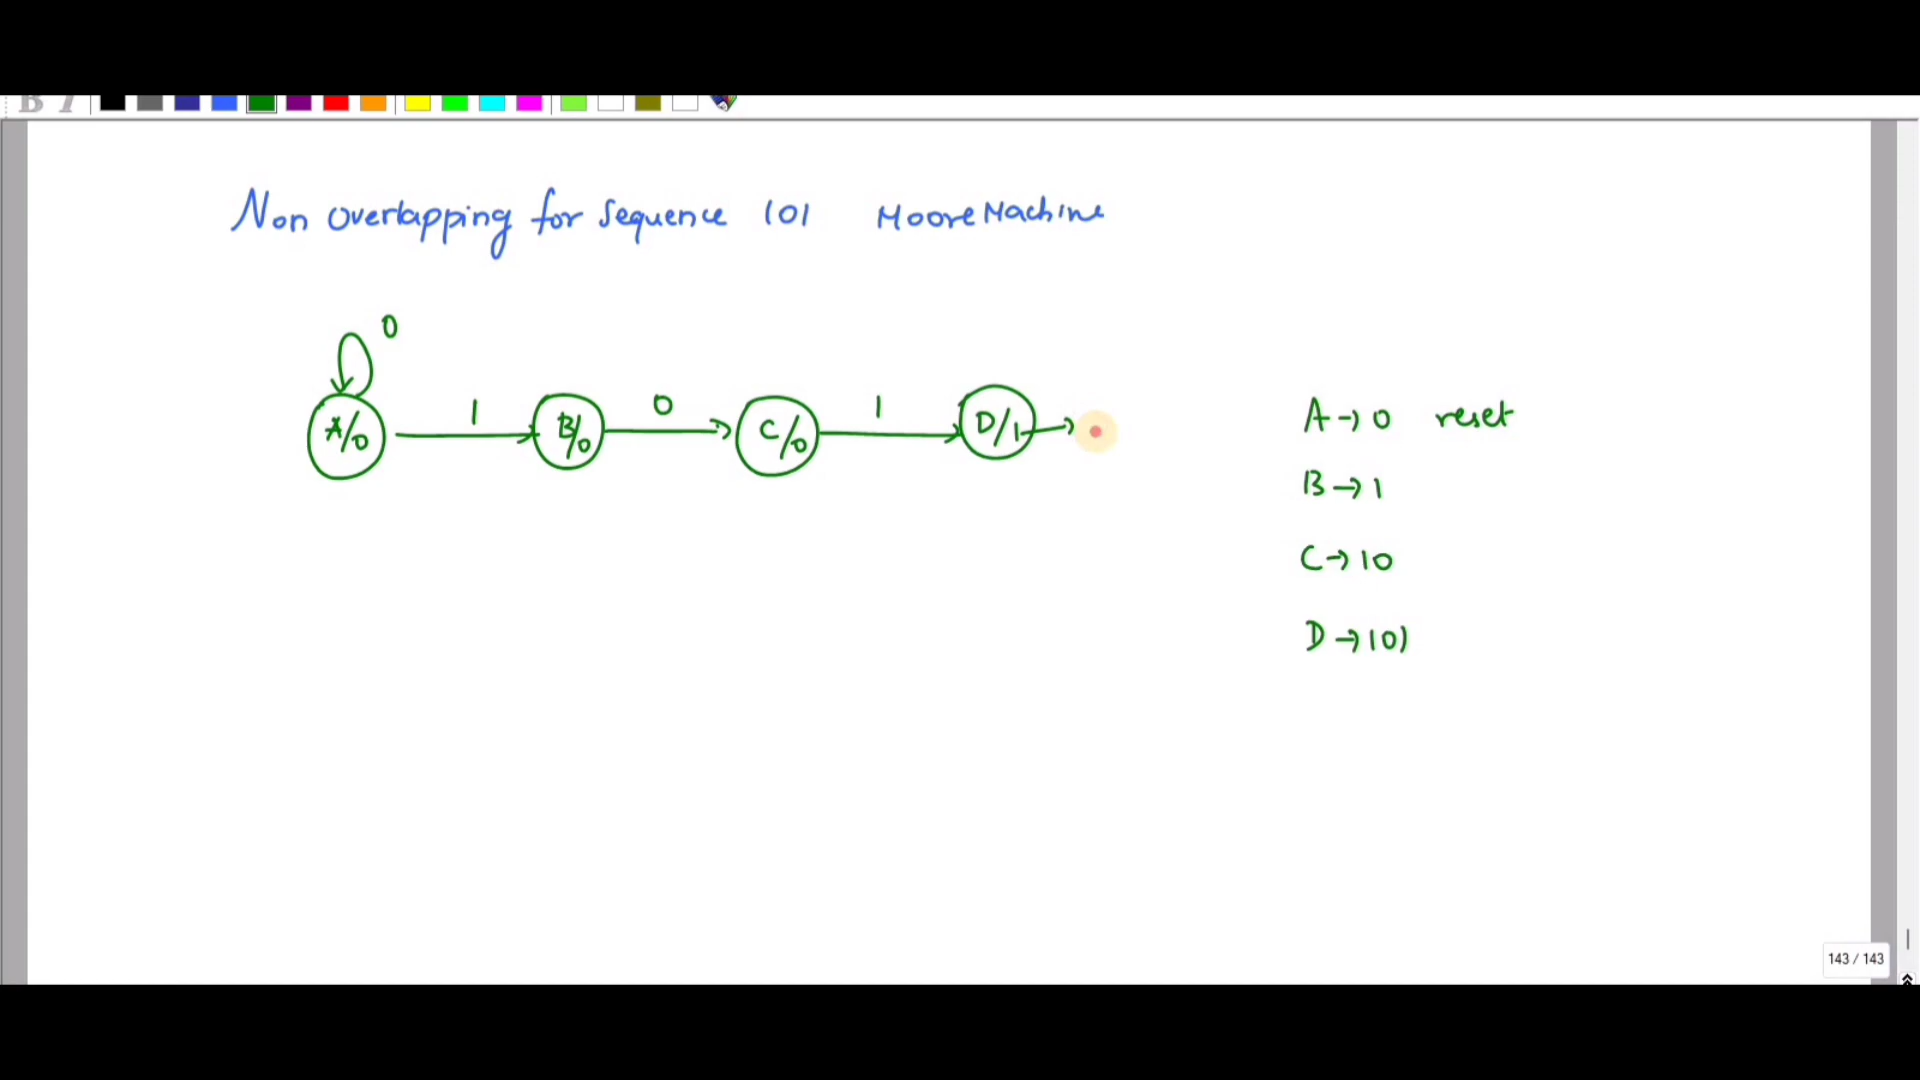 B I
Non overlapping for sequence 101 Moore Machine
0
1 0 1
A/0 B/0 C/0 D/1
A → 0 reset
B → 1
C → 10
D → 101
143 / 143